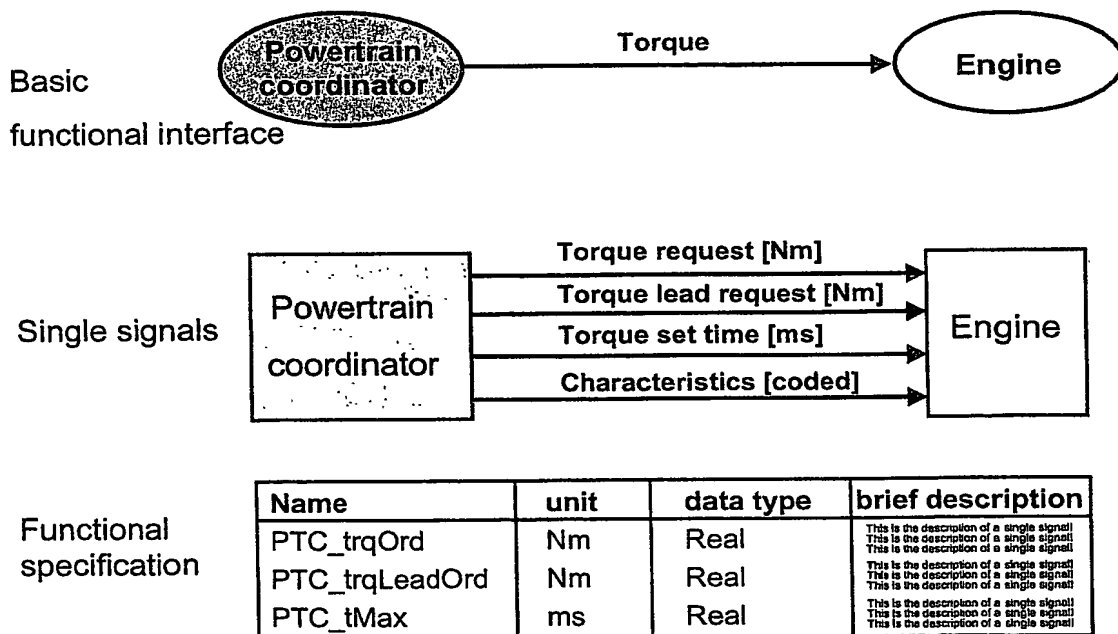 Basic
functional interface
Powertrain
coordinator
Torque
Engine
Single signals
Powertrain
coordinator
Torque request [Nm]
Torque lead request [Nm]
Torque set time [ms]
Characteristics [coded]
Engine
Functional
specification
Name unit data type brief description
PTC_trqOrd Nm Real
This is the description of a single signal!
This is the description of a single signal!
This is the description of a single signal!
PTC_trqLeadOrd Nm Real
This is the description of a single signal!
This is the description of a single signal!
This is the description of a single signal!
PTC_tMax ms Real
This is the description of a single signal!
This is the description of a single signal!
This is the description of a single signal!